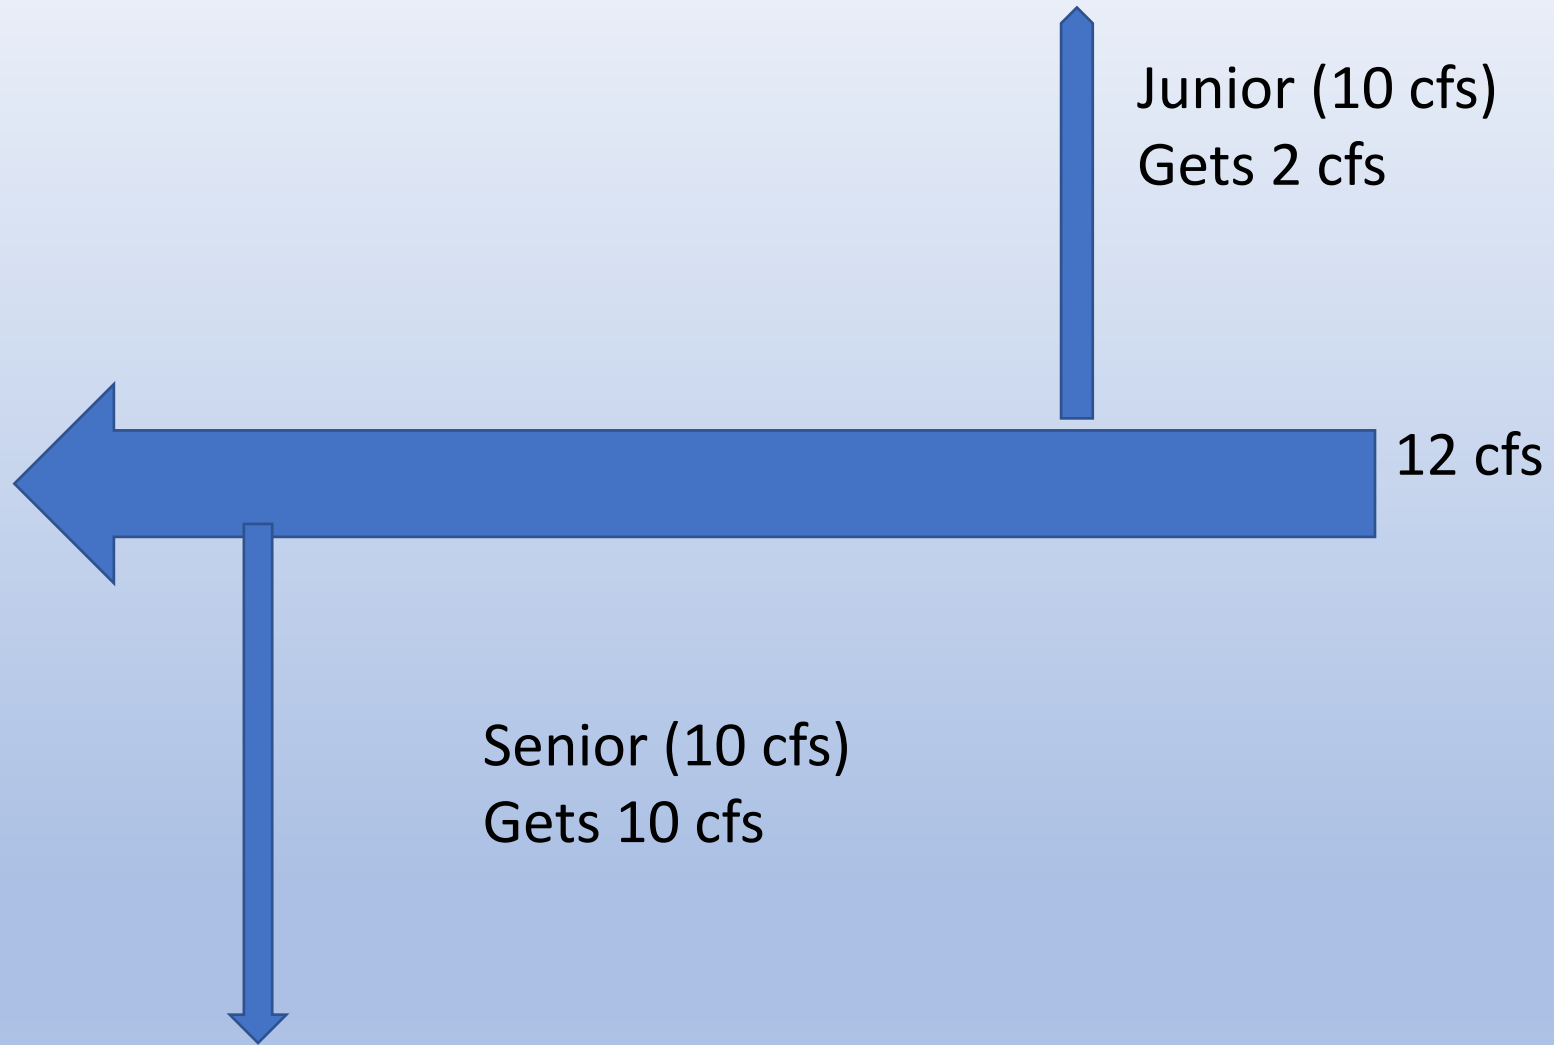 Junior (10 cfs)
Gets 2 cfs
12 cfs
Senior (10 cfs)
Gets 10 cfs